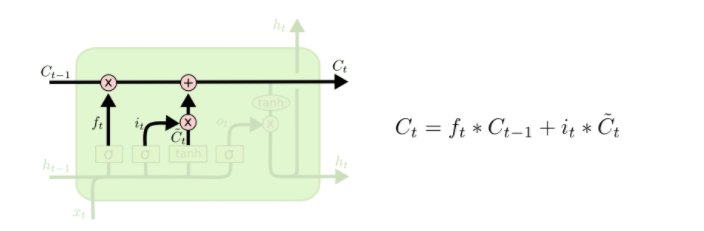 h_t
C_{t-1} × + C_t
tanh
f_t i_t × C̃_t o_t ×
σ σ tanh σ
h_{t-1} h_t
x_t
C_t = f_t * C_{t-1} + i_t * C̃_t